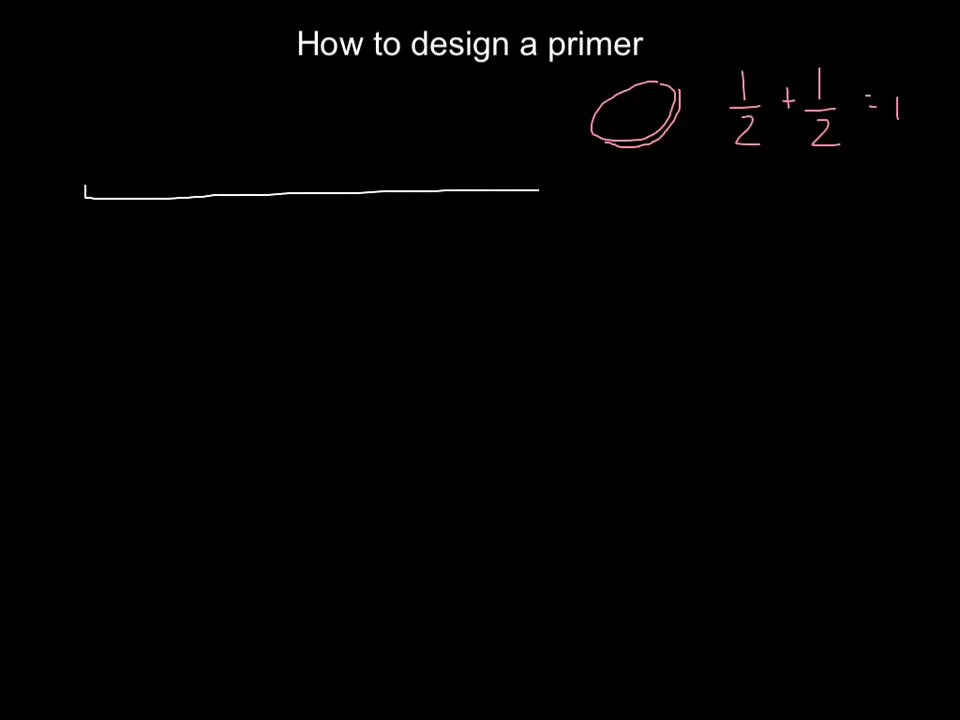 How to design a primer
1/2 + 1/2 = 1